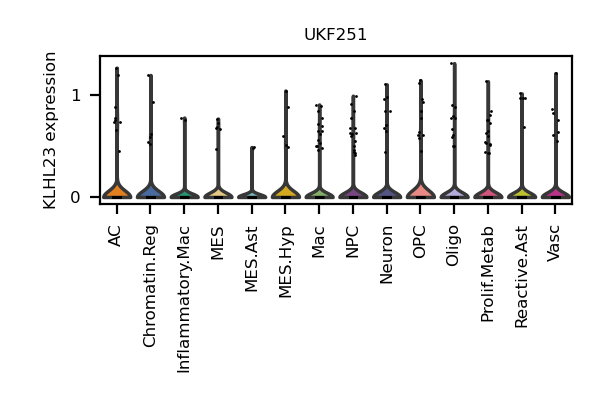 UKF251
KLHL23 expression
1
0
AC
Chromatin.Reg
Inflammatory.Mac
MES
MES.Ast
MES.Hyp
Mac
NPC
Neuron
OPC
Oligo
Prolif.Metab
Reactive.Ast
Vasc